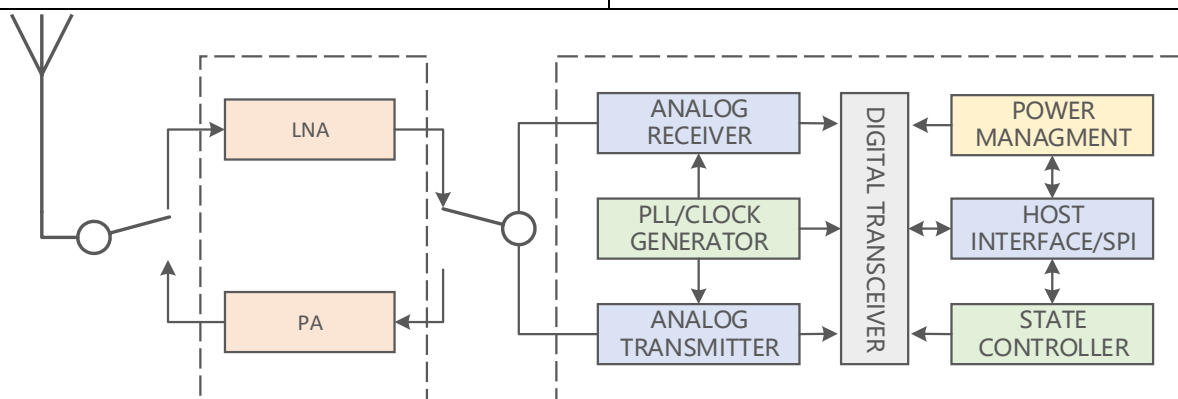 LNA
PA
ANALOG
RECEIVER
PLL/CLOCK
GENERATOR
ANALOG
TRANSMITTER
DIGITAL TRANSCEIVER
POWER
MANAGMENT
HOST
INTERFACE/SPI
STATE
CONTROLLER